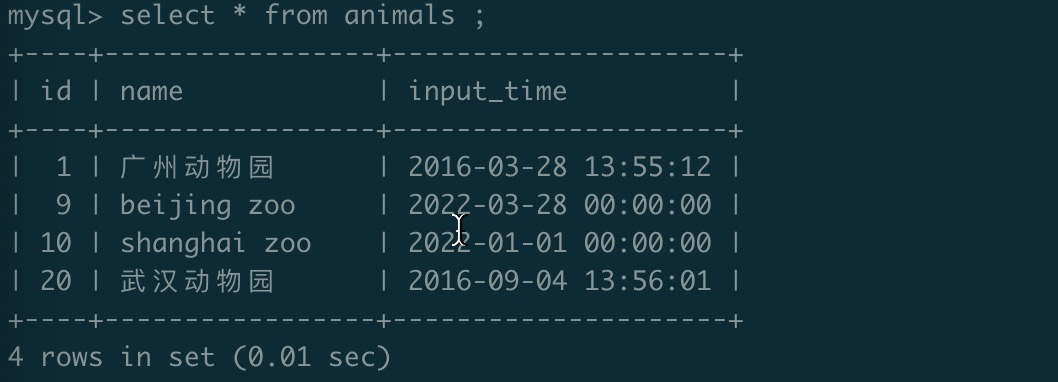 mysql> select * from animals ;
+----+-----------------+---------------------+
| id | name            | input_time          |
+----+-----------------+---------------------+
|  1 | 广州动物园      | 2016-03-28 13:55:12 |
|  9 | beijing zoo     | 2022-03-28 00:00:00 |
| 10 | shanghai zoo    | 2022-01-01 00:00:00 |
| 20 | 武汉动物园      | 2016-09-04 13:56:01 |
+----+-----------------+---------------------+
4 rows in set (0.01 sec)